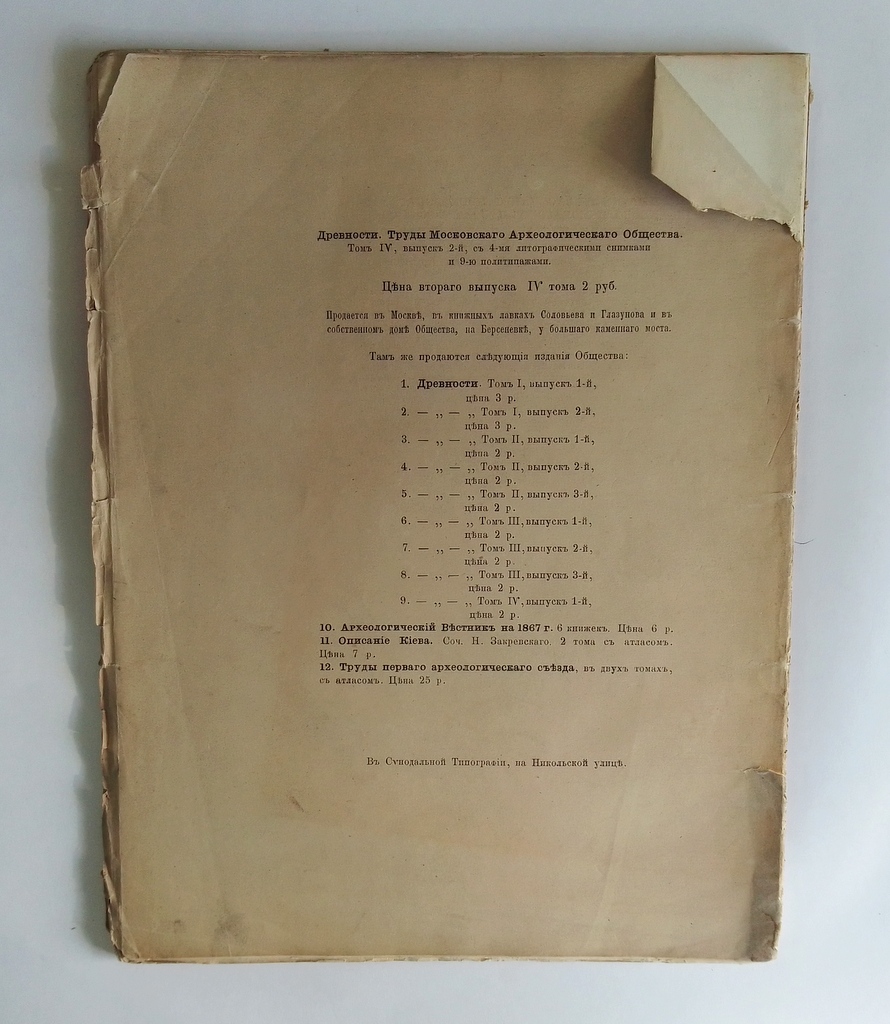 Древности. Труды Московскаго Археологическаго Общества.
Томъ IV, выпускъ 2-й, съ 4-мя литографическими снимками
и 9-ю политипажами.
Цѣна втораго выпуска IV тома 2 руб.
Продается въ Москвѣ, въ книжныхъ лавкахъ Соловьева и Глазунова и въ
собственномъ домѣ Общества, на Берсеневкѣ, у большаго каменнаго моста.
Тамъ же продаются слѣдующія изданія Общества:
1. Древности. Томъ I, выпускъ 1-й,
цѣна 3 р.
2. — „ — „ Томъ I, выпускъ 2-й,
цѣна 3 р.
3. — „ — „ Томъ II, выпускъ 1-й,
цѣна 2 р.
4. — „ — „ Томъ II, выпускъ 2-й,
цѣна 2 р.
5. — „ — „ Томъ II, выпускъ 3-й,
цѣна 2 р.
6. — „ — „ Томъ III, выпускъ 1-й,
цѣна 2 р.
7. — „ — „ Томъ III, выпускъ 2-й,
цѣна 2 р.
8. — „ — „ Томъ III, выпускъ 3-й,
цѣна 2 р.
9. — „ — „ Томъ IV, выпускъ 1-й,
цѣна 2 р.
10. Археологическій Вѣстникъ на 1867 г. 6 книжекъ. Цѣна 6 р.
11. Описаніе Кіева. Соч. Н. Закревскаго. 2 тома съ атласомъ.
Цѣна 7 р.
12. Труды перваго археологическаго съѣзда, въ двухъ томахъ,
съ атласомъ. Цѣна 25 р.
Въ Сѵнодальной Типографіи, на Никольской улицѣ.